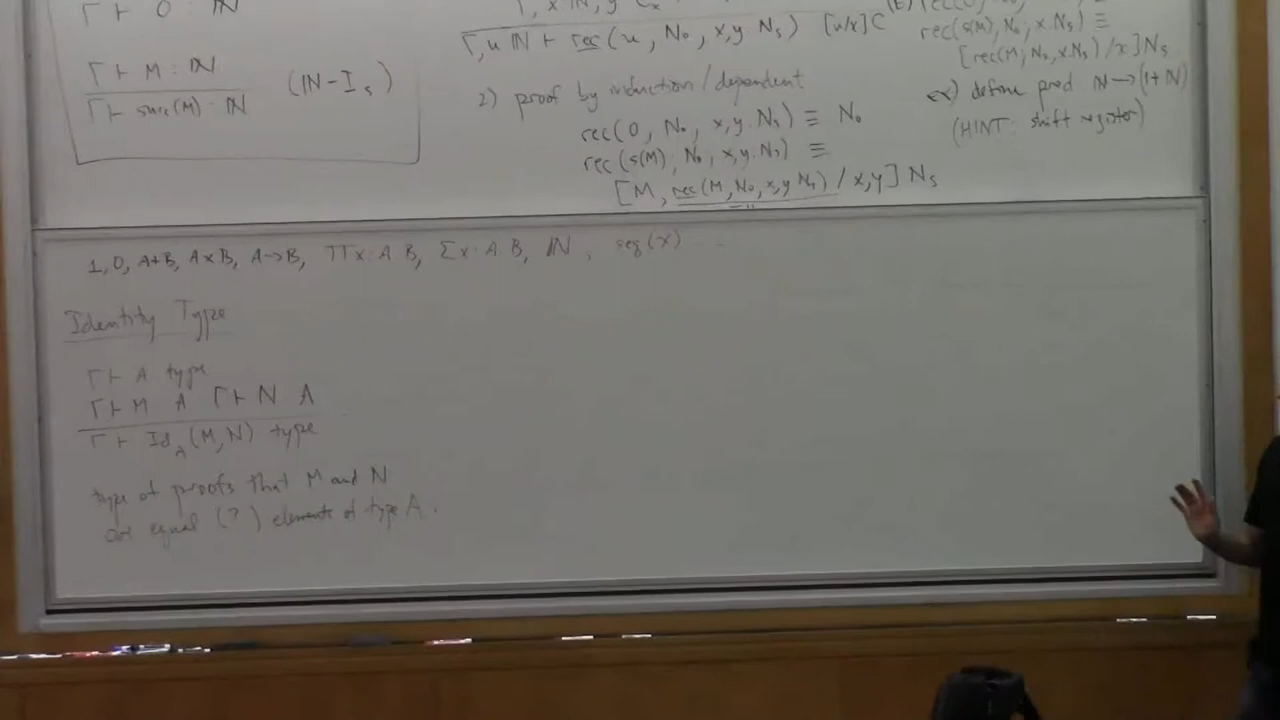 Γ ⊢ 0 : ℕ
Γ ⊢ M : ℕ
Γ ⊢ succ(M) : ℕ
(ℕ-I_s)
Γ, x ℕ, y C_x
Γ, u ℕ ⊢ rec(u, N₀, x,y N_s) [u/x]C
2) proof by induction/dependent
rec(0, N₀, x,y. N_s) ≡ N₀
rec(s(M), N₀, x,y. N_s) ≡
[M, rec(M,N₀,x,y N_s) / x,y] N_s
rec(s(M), N₀, x.N_s) ≡
[rec(M, N₀, x.N_s)/x] N_s
ex) define pred ℕ → (1+ℕ)
(HINT: shift register)
1, 0, A+B, A×B, A→B, Πx:A.B, Σx:A.B, ℕ, seq(x)
Identity Type
Γ ⊢ A type
Γ ⊢ M A Γ ⊢ N A
Γ ⊢ Id_A(M,N) type
type of proofs that M and N
are equal (?) elements of type A.